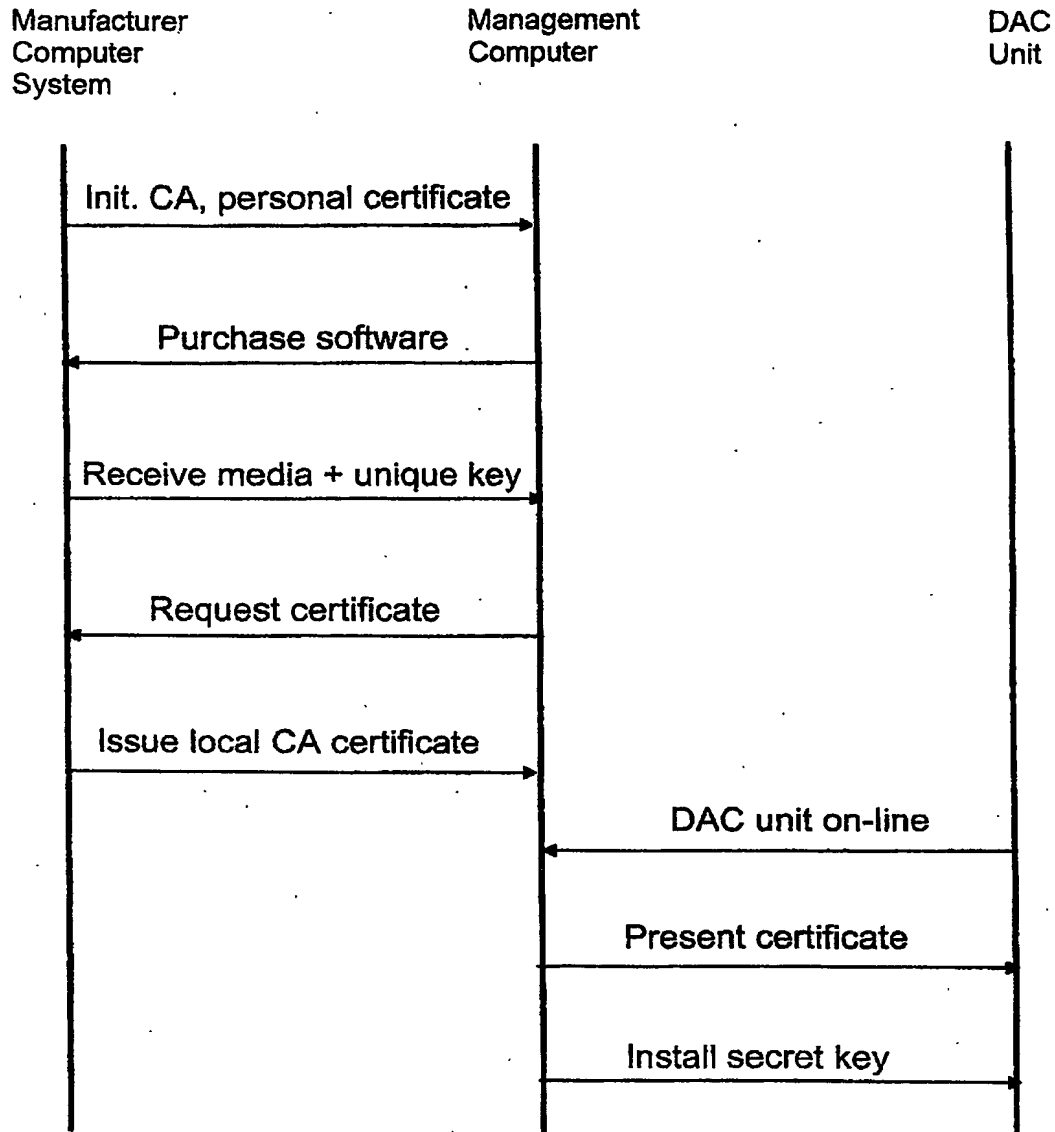 Manufacturer
Computer
System
Management
Computer
DAC
Unit
Init. CA, personal certificate
Purchase software
Receive media + unique key
Request certificate
Issue local CA certificate
DAC unit on-line
Present certificate
Install secret key